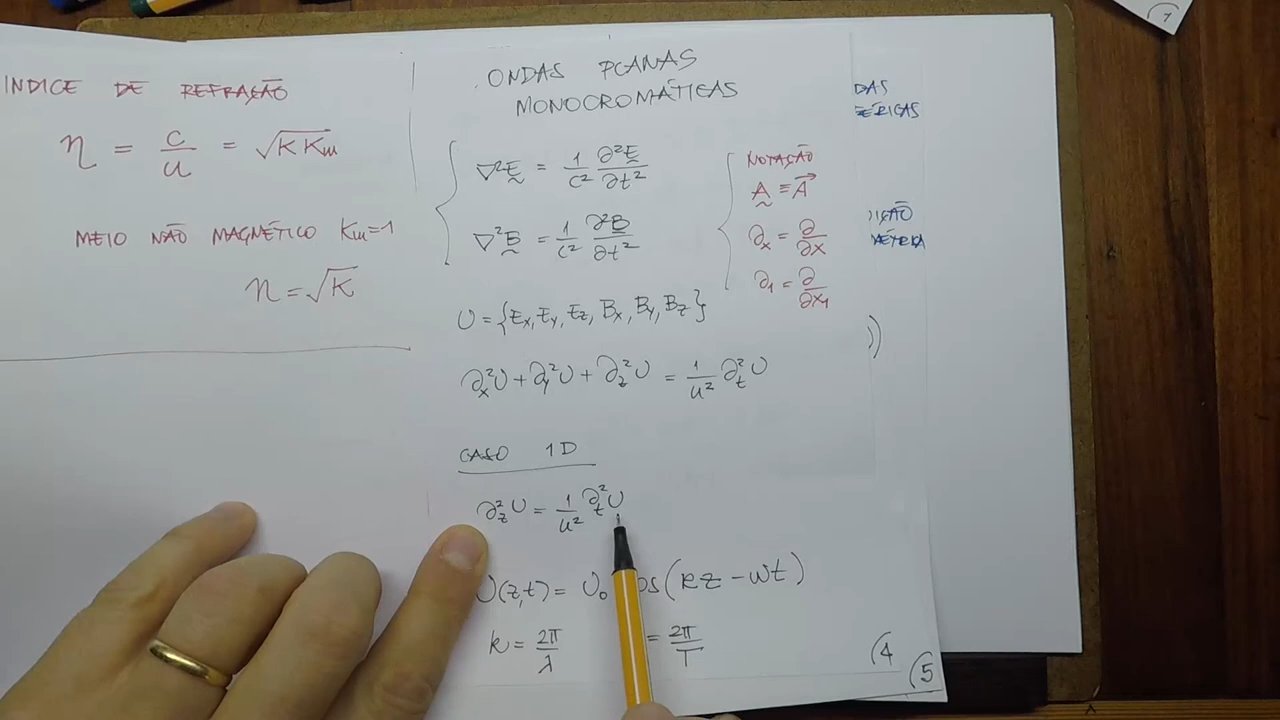 INDICE DE REFRAÇÃO
η = c/u = √K Km
MEIO NÃO MAGNÉTICO Km=1
η = √K
ONDAS PLANAS
MONOCROMÁTICAS
∇²E = 1/c² ∂²E/∂t²
∇²B = 1/c² ∂²B/∂t²
NOTAÇÃO
A ≡ A⃗
∂x = ∂/∂x
∂1 = ∂/∂x1
U = {Ex, Ey, Ez, Bx, By, Bz}
∂x²U + ∂y²U + ∂z²U = 1/u² ∂t²U
CASO 1D
∂z²U = 1/u² ∂t²U
U(z,t) = U0 cos(kz - ωt)
k = 2π/λ
= 2π/T
(4
(5
DAS
(7